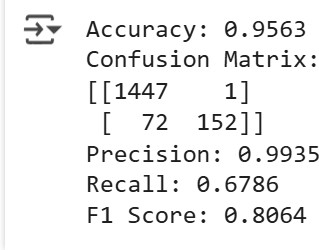 Accuracy: 0.9563
Confusion Matrix:
[[1447    1]
 [  72  152]]
Precision: 0.9935
Recall: 0.6786
F1 Score: 0.8064